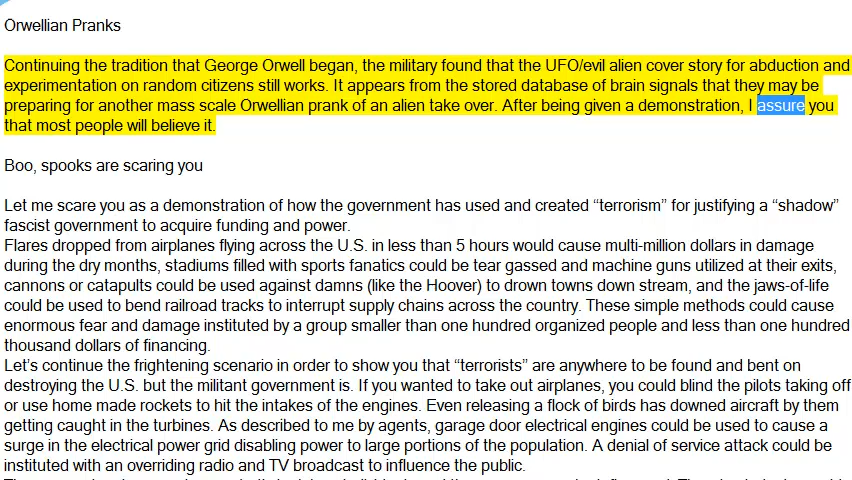 Orwellian Pranks
Continuing the tradition that George Orwell began, the military found that the UFO/evil alien cover story for abduction and
experimentation on random citizens still works. It appears from the stored database of brain signals that they may be
preparing for another mass scale Orwellian prank of an alien take over. After being given a demonstration, I assure you
that most people will believe it.
Boo, spooks are scaring you
Let me scare you as a demonstration of how the government has used and created “terrorism” for justifying a “shadow”
fascist government to acquire funding and power.
Flares dropped from airplanes flying across the U.S. in less than 5 hours would cause multi-million dollars in damage
during the dry months, stadiums filled with sports fanatics could be tear gassed and machine guns utilized at their exits,
cannons or catapults could be used against damns (like the Hoover) to drown towns down stream, and the jaws-of-life
could be used to bend railroad tracks to interrupt supply chains across the country. These simple methods could cause
enormous fear and damage instituted by a group smaller than one hundred organized people and less than one hundred
thousand dollars of financing.
Let’s continue the frightening scenario in order to show you that “terrorists” are anywhere to be found and bent on
destroying the U.S. but the militant government is. If you wanted to take out airplanes, you could blind the pilots taking off
or use home made rockets to hit the intakes of the engines. Even releasing a flock of birds has downed aircraft by them
getting caught in the turbines. As described to me by agents, garage door electrical engines could be used to cause a
surge in the electrical power grid disabling power to large portions of the population. A denial of service attack could be
instituted with an overriding radio and TV broadcast to influence the public.